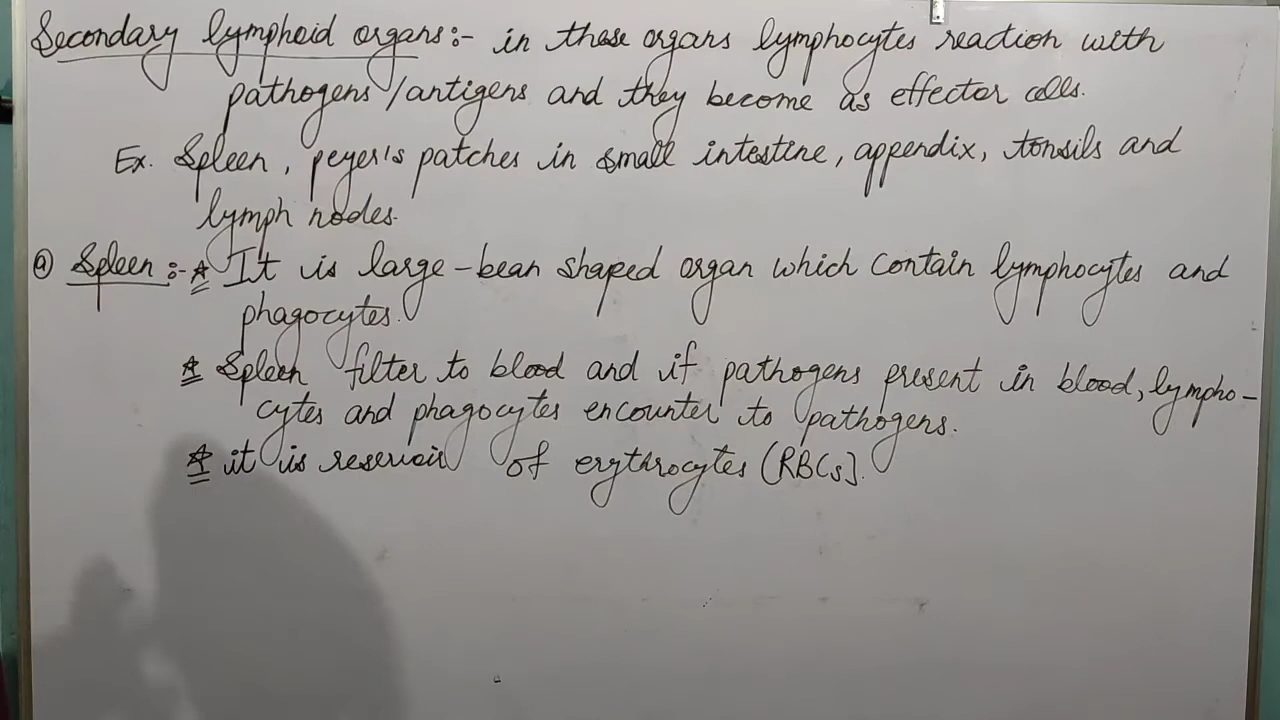 Secondary lymphoid organs:- in these organs lymphocytes reaction with
pathogens/antigens and they become as effector cells.
Ex. Spleen, peyer's patches in small intestine, appendix, tonsils and
lymph nodes.
@ Spleen:- * It is large-bean shaped organ which contain lymphocytes and
phagocytes.
* Spleen filter to blood and if pathogens present in blood, lympho-
cytes and phagocytes encounter to pathogens.
* it is reservoir of erythrocytes (RBCs].